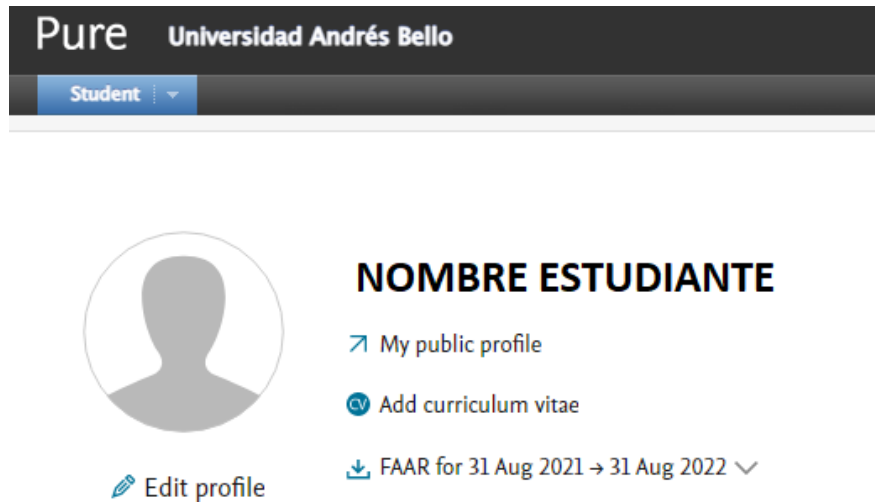 Pure Universidad Andrés Bello
Student
NOMBRE ESTUDIANTE
My public profile
CV Add curriculum vitae
FAAR for 31 Aug 2021 → 31 Aug 2022
Edit profile